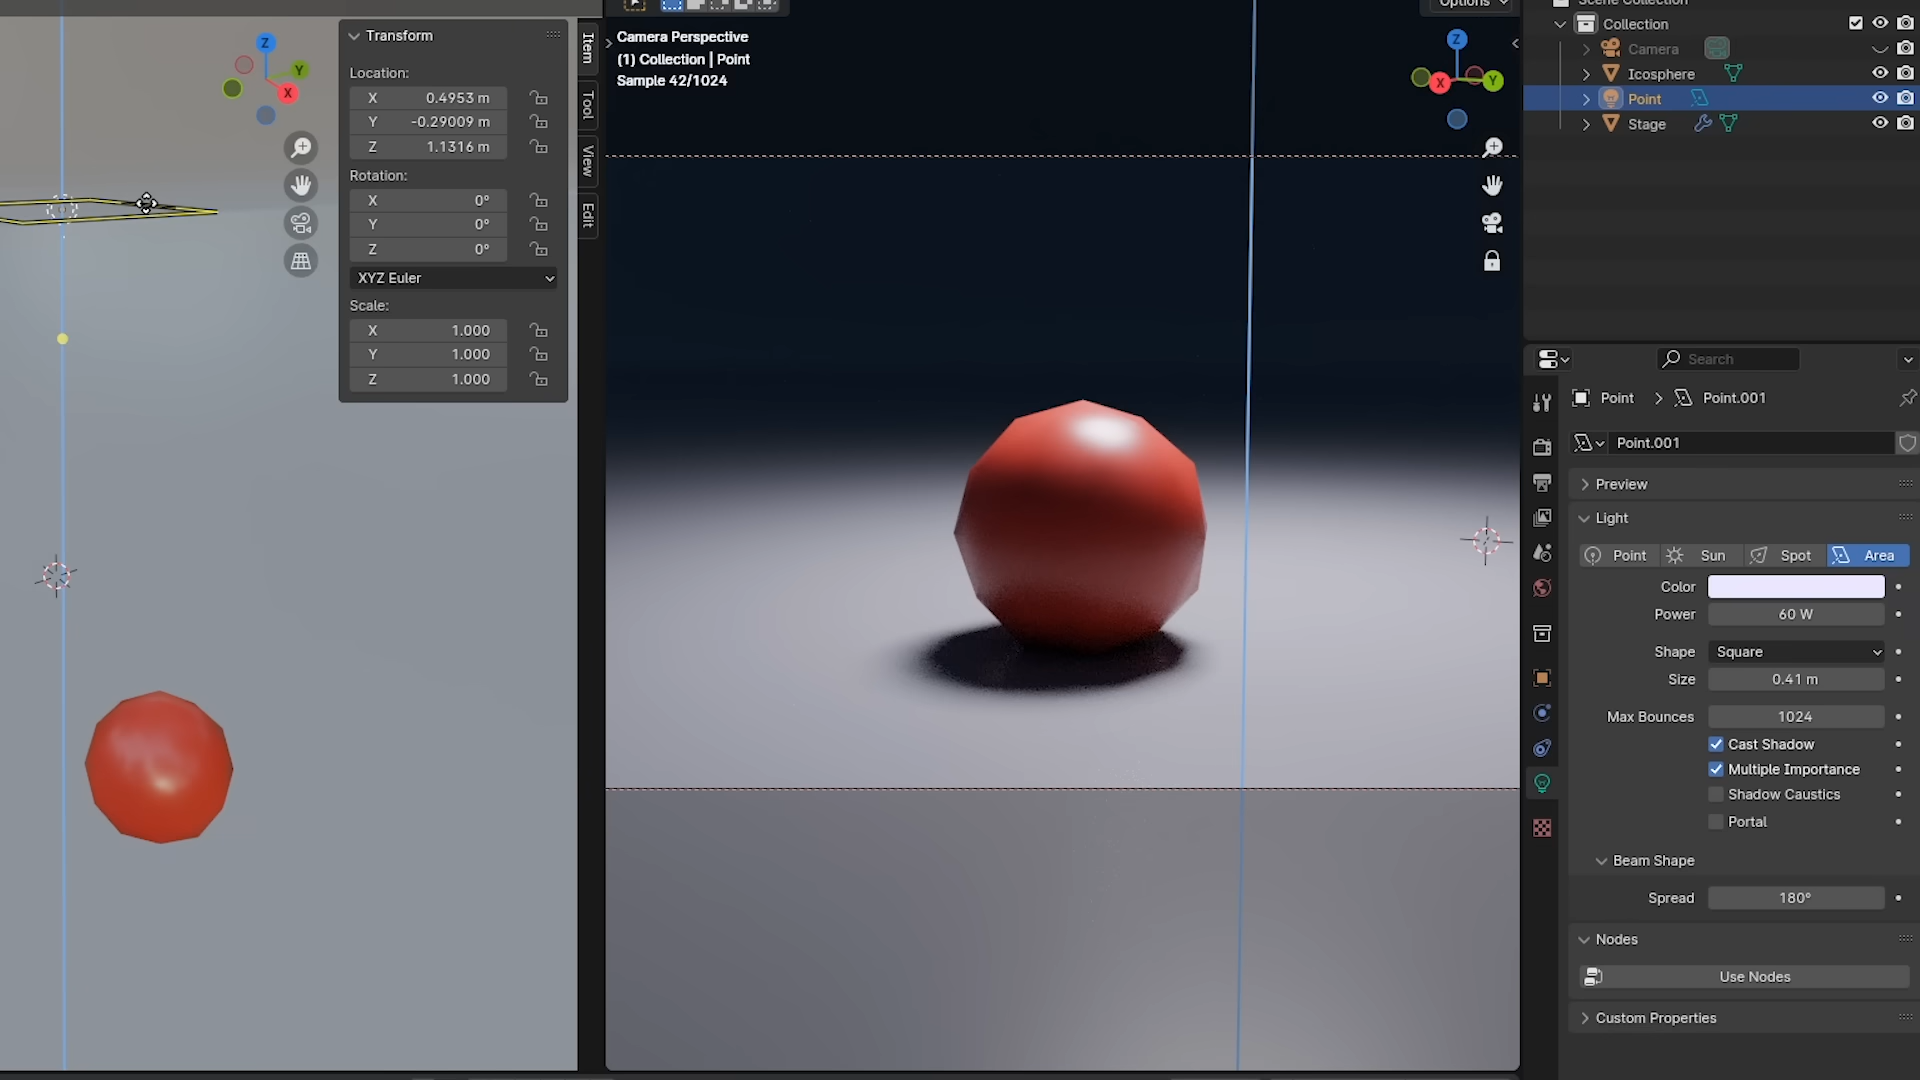 Transform
Location:
X 0.4953 m
Y -0.29009 m
Z 1.1316 m
Rotation:
X 0°
Y 0°
Z 0°
XYZ Euler
Scale:
X 1.000
Y 1.000
Z 1.000
Z
Y
X
Item
Tool
View
Edit
Options
Camera Perspective
(1) Collection | Point
Sample 42/1024
Z
X
Y
Scene Collection
Collection
Camera
Icosphere
Point
Stage
Search
Point > Point.001
Point.001
Preview
Light
Point Sun Spot Area
Color
Power 60 W
Shape Square
Size 0.41 m
Max Bounces 1024
Cast Shadow
Multiple Importance
Shadow Caustics
Portal
Beam Shape
Spread 180°
Nodes
Use Nodes
Custom Properties